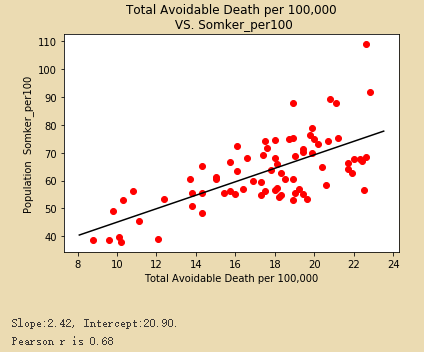 Total Avoidable Death per 100,000
VS. Somker_per100
Population_Somker_per100
110
100
90
80
70
60
50
40
8
10
12
14
16
18
20
22
24
Total Avoidable Death per 100,000
Slope:2.42, Intercept:20.90.
Pearson r is 0.68